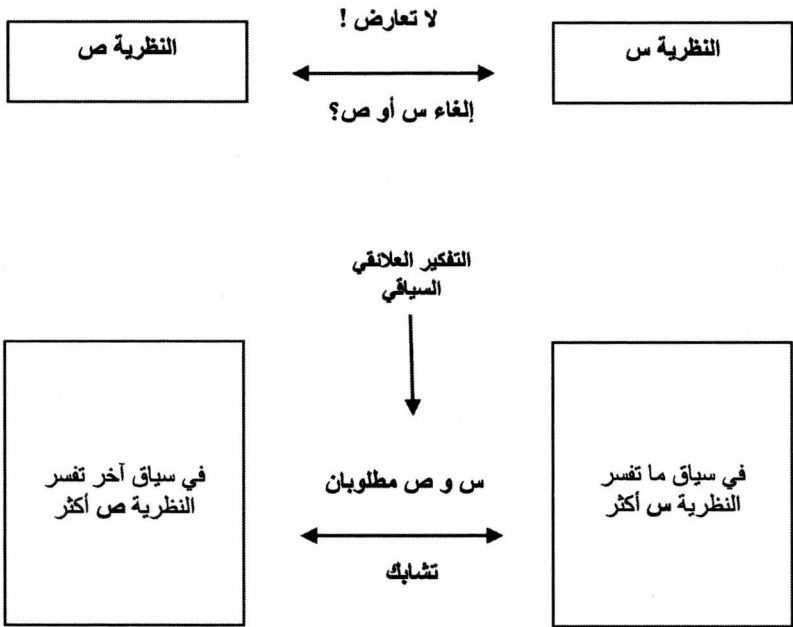 لا تعارض !
النظرية س
النظرية ص
إلغاء س أو ص؟
التفكير العلائقي
السياقي
في سياق ما تفسر
النظرية س أكثر
س و ص مطلوبان
تشابك
في سياق آخر تفسر
النظرية ص أكثر